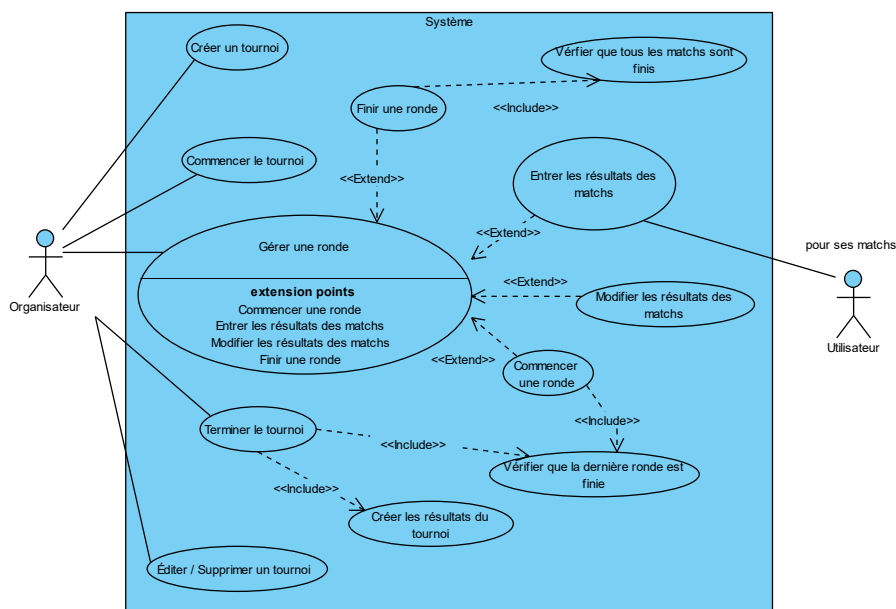 Système
Créer un tournoi
Vérfier que tous les matchs sont
finis
Finir une ronde
<<Include>>
Commencer le tournoi
<<Extend>>
Entrer les résultats des
matchs
<<Extend>>
pour ses matchs
Gérer une ronde
extension points
Commencer une ronde
Entrer les résultats des matchs
Modifier les résultats des matchs
Finir une ronde
<<Extend>>
Modifier les résultats des
matchs
Organisateur
Utilisateur
<<Extend>>
Commencer
une ronde
<<Include>>
Terminer le tournoi
<<Include>>
Vérifier que la dernière ronde est
finie
<<Include>>
Créer les résultats du
tournoi
Éditer / Supprimer un tournoi